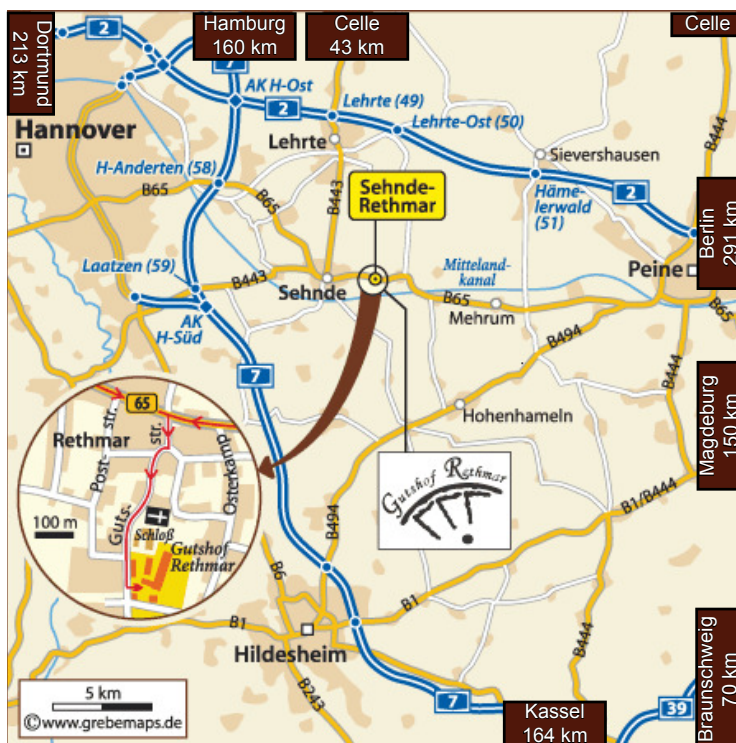 Dortmund
213 km
2
Hamburg
160 km
Celle
43 km
Celle
7
AK H-Ost
2
Lehrte (49)
Lehrte-Ost (50)
B444
Hannover
Lehrte
Sievershausen
H-Anderten (58)
B65
B443
B65
Sehnde-
Rethmar
Häme-
lerwald
(51)
2
Berlin
291 km
Laatzen (59)
B443
Sehnde
Mittelland-
kanal
Peine
B65
Mehrum
B65
AK
H-Süd
B494
B444
7
Magdeburg
150 km
65
Rethmar
Post-
str.
str.
Guts-
Osterkamp
100 m
Schloß
Gutshof
Rethmar
Hohenhameln
Gutshof Rethmar
B1/B444
B494
B6
B1
B1
Hildesheim
B444
B243
Braunschweig
70 km
5 km
©www.grebemaps.de
7
Kassel
164 km
39